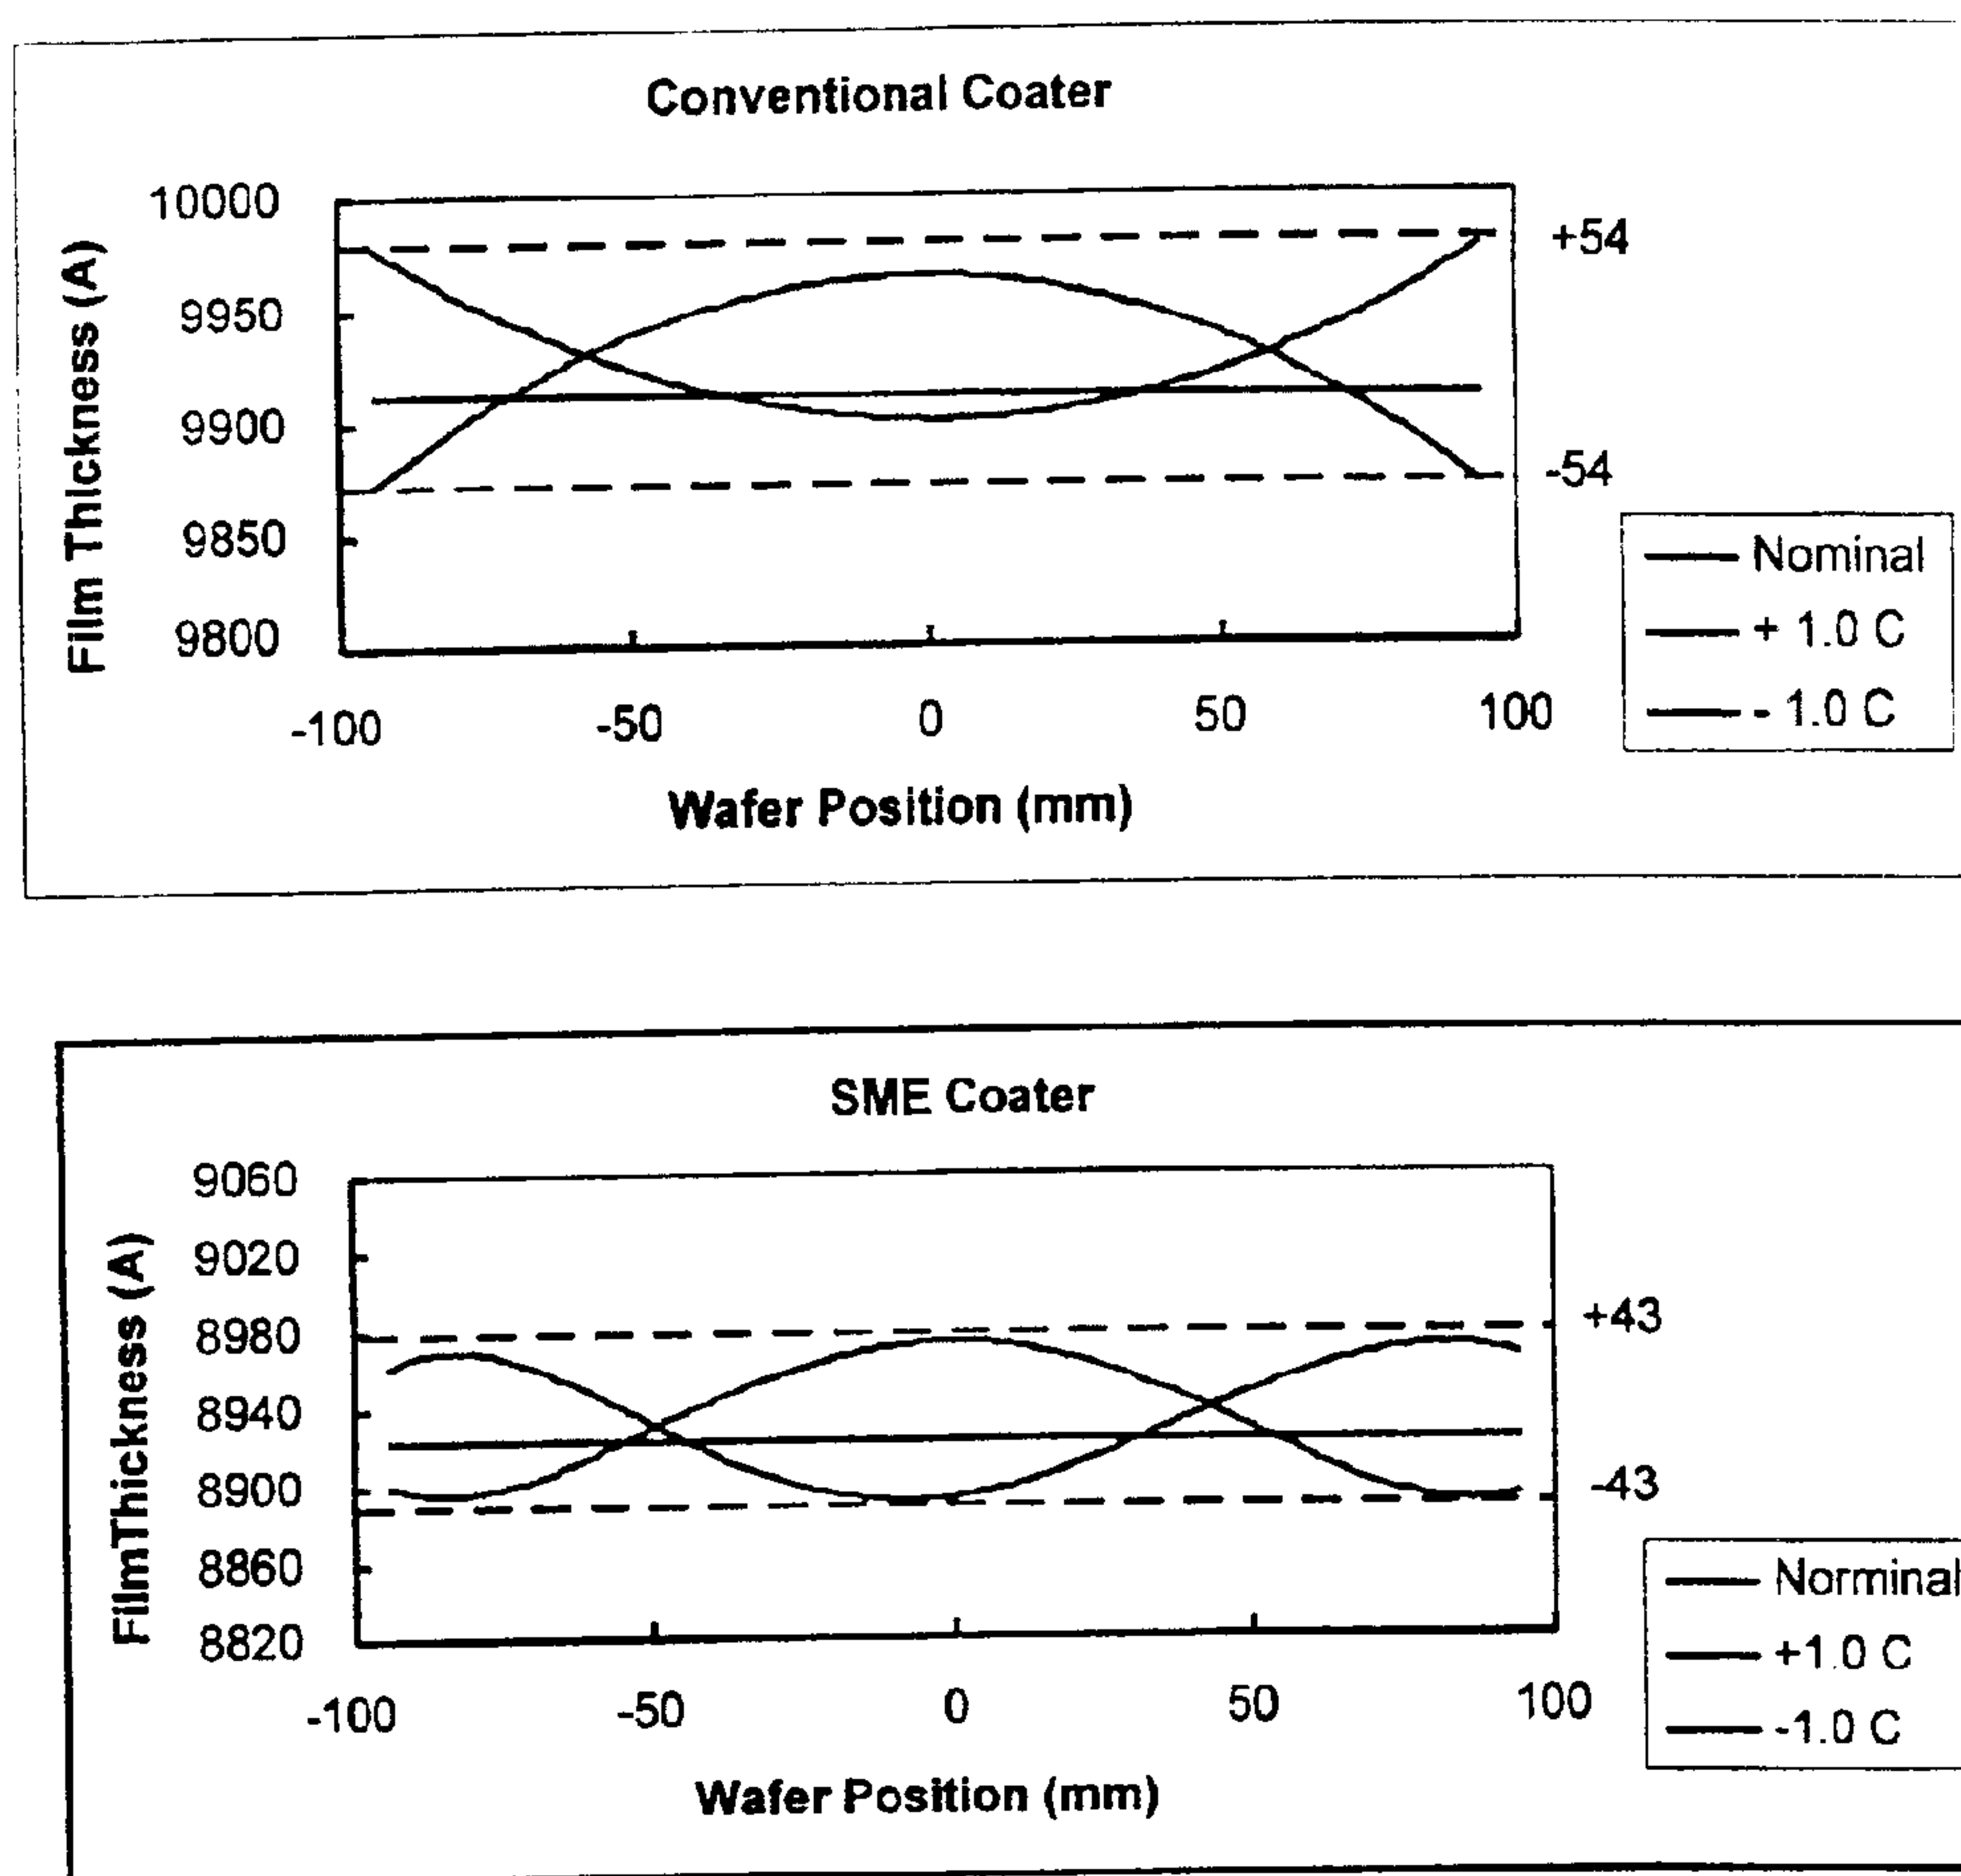 Conventional Coater
10000
9950
9900
9850
9800
Film Thickness (A)
+54
-54
-100 -50 0 50 100
Wafer Position (mm)
Nominal
+ 1.0 C
- 1.0 C
SME Coater
9060
9020
8980
8940
8900
8860
8820
FilmThickness (A)
+43
-43
-100 -50 0 50 100
Wafer Position (mm)
Norminal
+1.0 C
-1.0 C